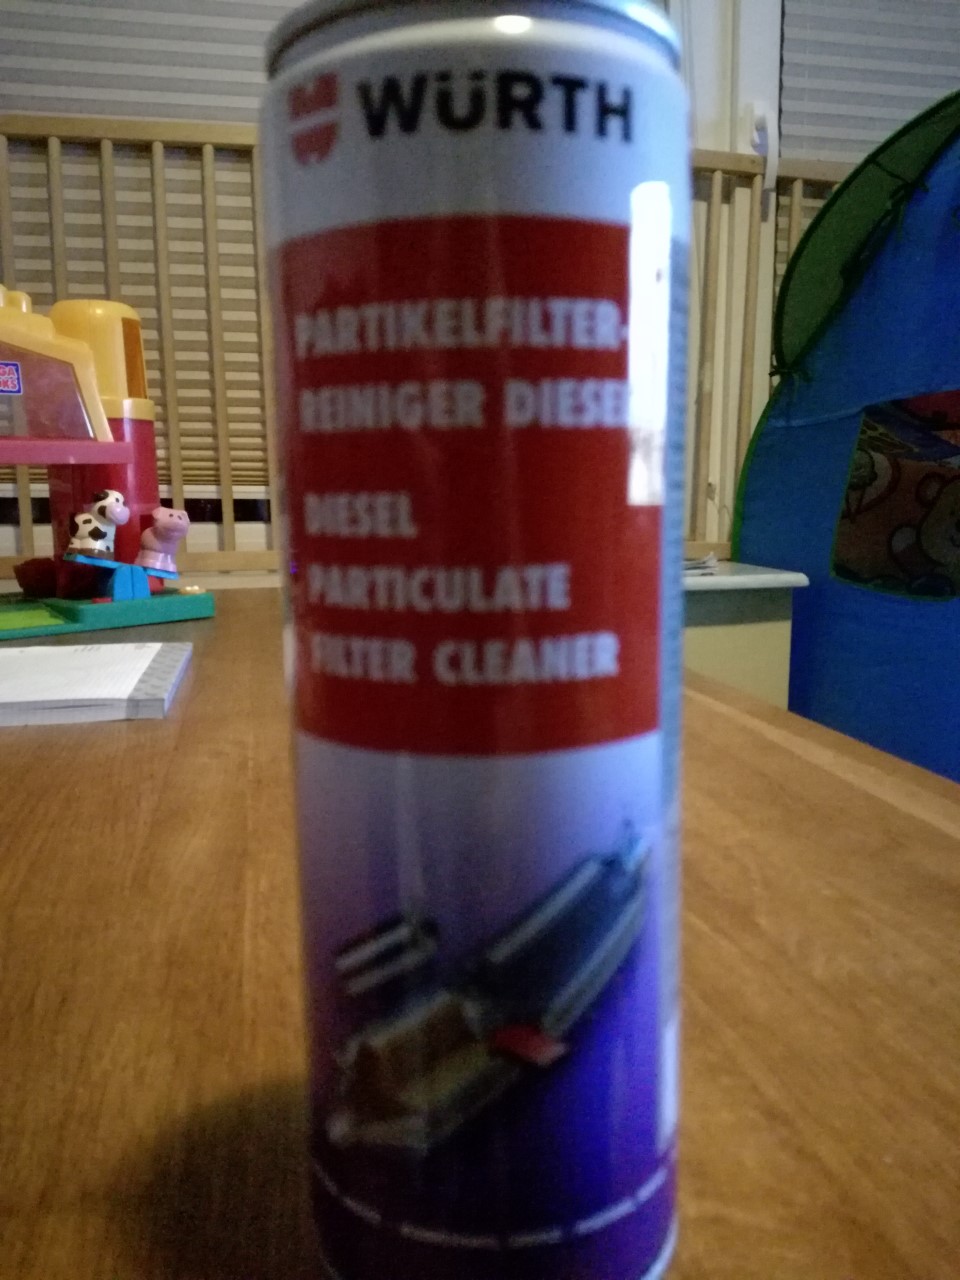 WÜRTH
PARTIKELFILTER-
REINIGER DIESEL
DIESEL
PARTICULATE
FILTER CLEANER